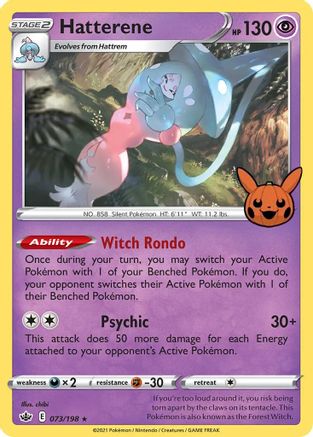 STAGE 2
Hatterene
HP 130
Evolves from Hattrem
NO. 858 Silent Pokémon HT: 6'11" WT: 11.2 lbs.
Ability Witch Rondo
Once during your turn, you may switch your Active
Pokémon with 1 of your Benched Pokémon. If you do,
your opponent switches their Active Pokémon with 1 of
their Benched Pokémon.
Psychic 30+
This attack does 50 more damage for each Energy
attached to your opponent's Active Pokémon.
weakness ×2 resistance -30 retreat
Illus. chibi
E 073/198 ★
If you're too loud around it, you risk being
torn apart by the claws on its tentacle. This
Pokémon is also known as the Forest Witch.
©2021 Pokémon / Nintendo / Creatures / GAME FREAK